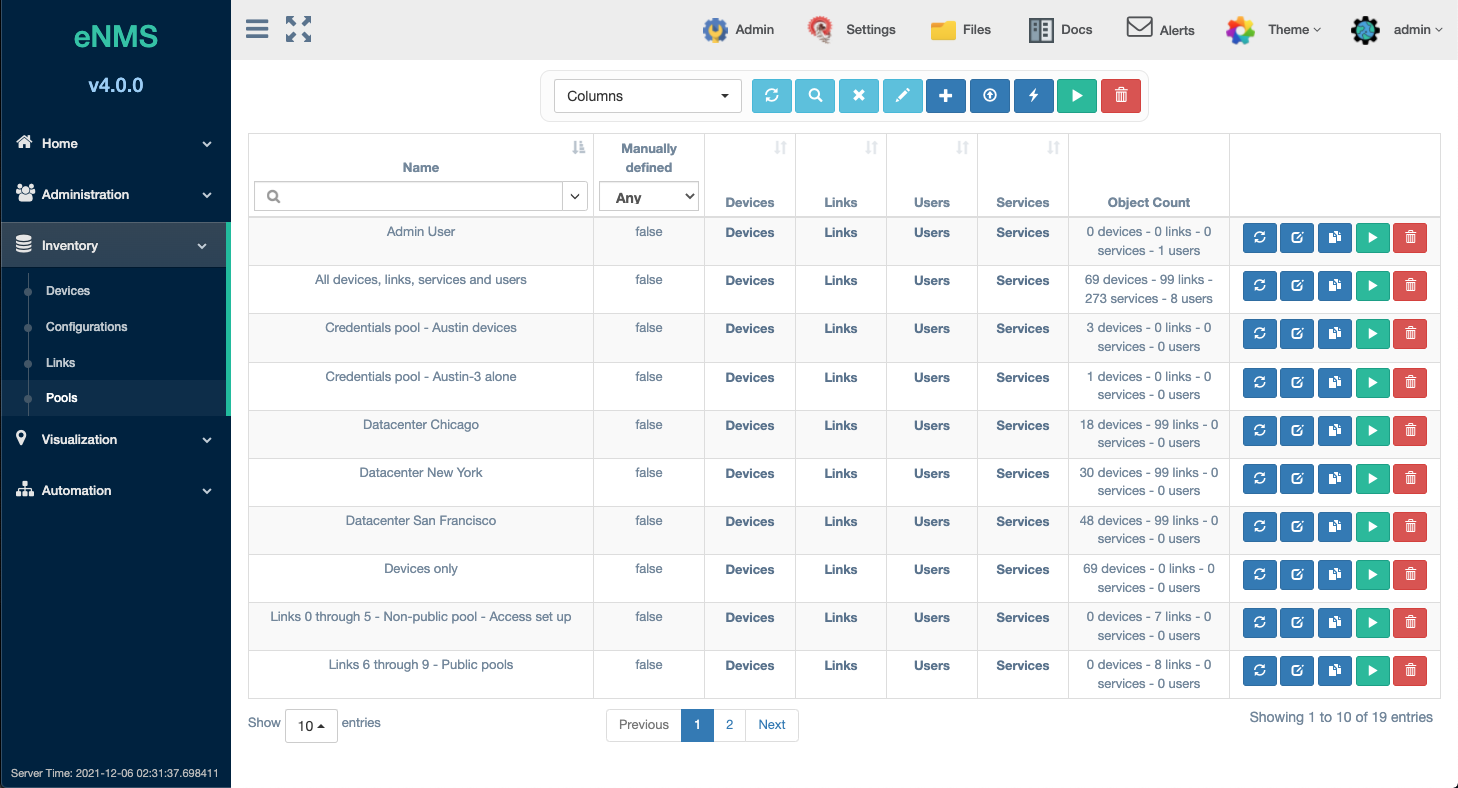 eNMS
v4.0.0
Home
Administration
Inventory
Devices
Configurations
Links
Pools
Visualization
Automation
Server Time: 2021-12-06 02:31:37.698411
Admin Settings Files Docs Alerts Theme admin
Columns
Name Manually defined Devices Links Users Services Object Count
Any
Admin User false Devices Links Users Services 0 devices - 0 links - 0
services - 1 users
All devices, links, services and users false Devices Links Users Services 69 devices - 99 links -
273 services - 8 users
Credentials pool - Austin devices false Devices Links Users Services 3 devices - 0 links - 0
services - 0 users
Credentials pool - Austin-3 alone false Devices Links Users Services 1 devices - 0 links - 0
services - 0 users
Datacenter Chicago false Devices Links Users Services 18 devices - 99 links - 0
services - 0 users
Datacenter New York false Devices Links Users Services 30 devices - 99 links - 0
services - 0 users
Datacenter San Francisco false Devices Links Users Services 48 devices - 99 links - 0
services - 0 users
Devices only false Devices Links Users Services 69 devices - 0 links - 0
services - 0 users
Links 0 through 5 - Non-public pool - Access set up false Devices Links Users Services 0 devices - 7 links - 0
services - 0 users
Links 6 through 9 - Public pools false Devices Links Users Services 0 devices - 8 links - 0
services - 0 users
Show 10 entries Previous 1 2 Next Showing 1 to 10 of 19 entries